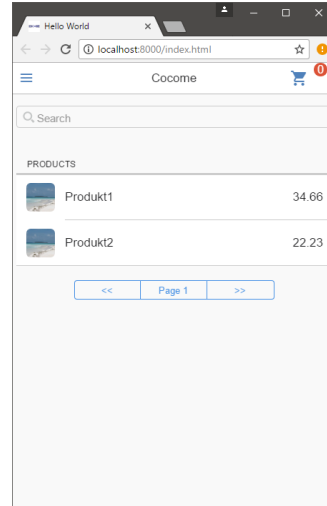 Hello World
localhost:8000/index.html
Cocome
0
Search
PRODUCTS
Produkt1 34.66
Produkt2 22.23
<< Page 1 >>